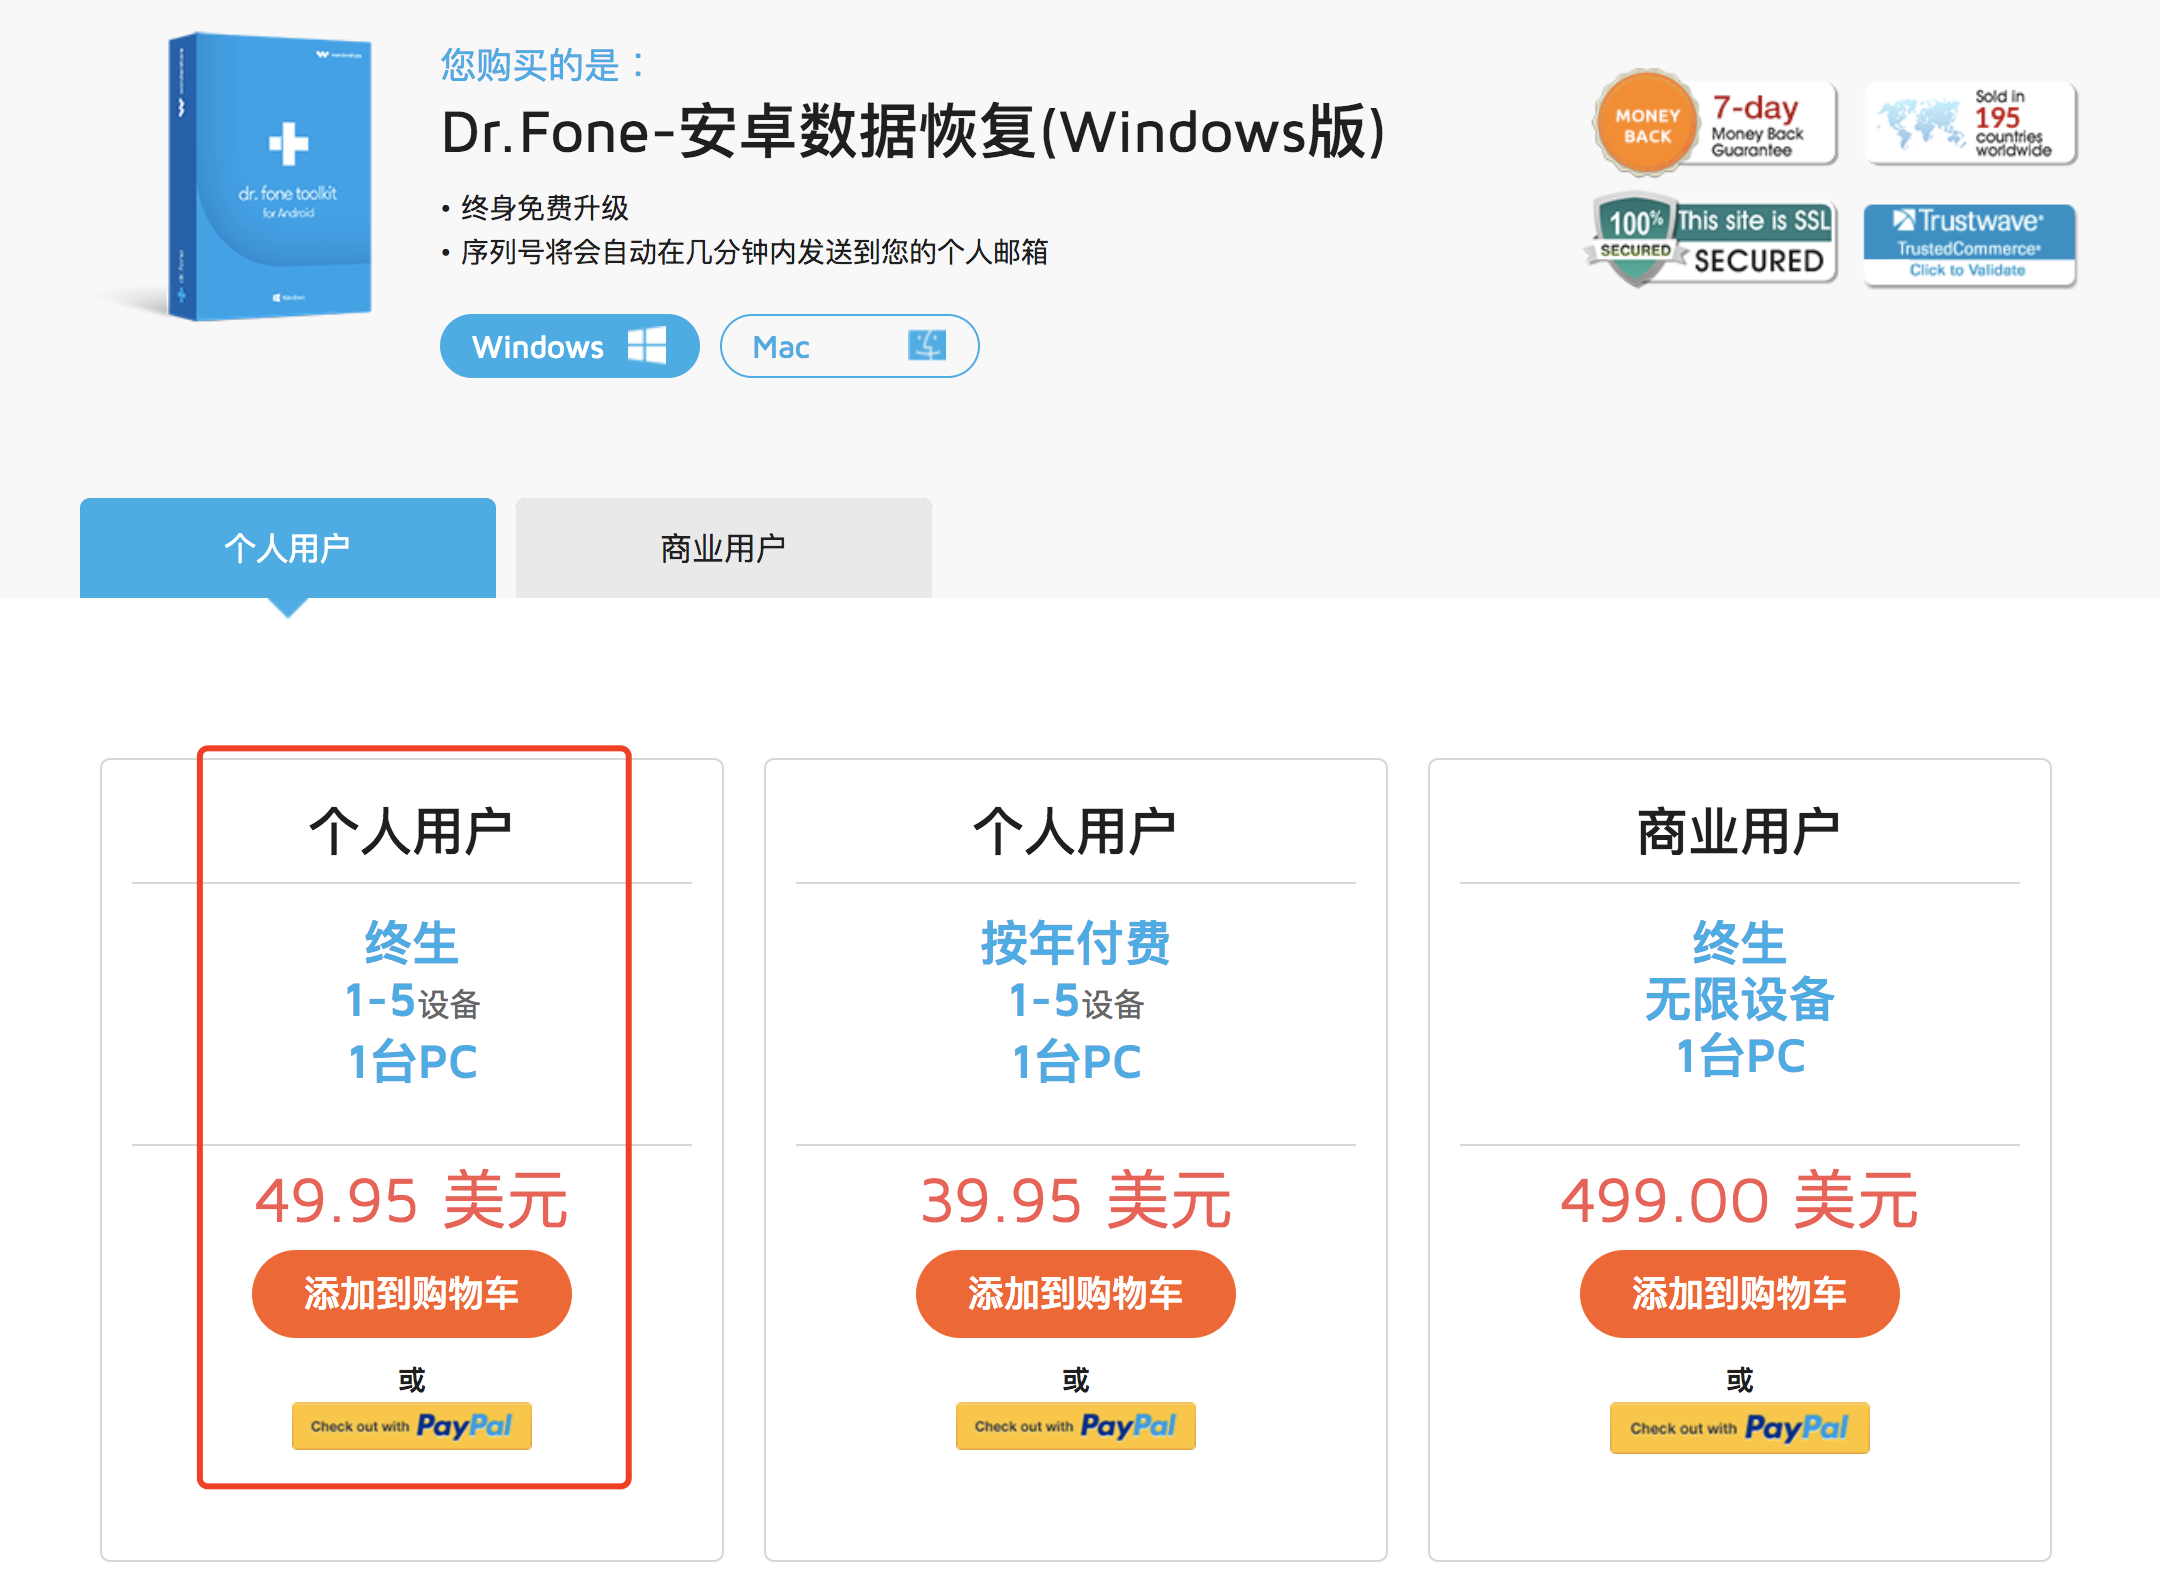 您购买的是：
Dr.Fone-安卓数据恢复(Windows版)
• 终身免费升级
• 序列号将会自动在几分钟内发送到您的个人邮箱
Windows
Mac
dr. fone toolkit
for Android
MONEY BACK
7-day
Money Back
Guarantee
Sold in
195
countries
worldwide
100%
SECURED
This site is SSL
SECURED
Trustwave
TrustedCommerce
Click to Validate
个人用户
商业用户
个人用户
终生
1-5设备
1台PC
49.95 美元
添加到购物车
或
Check out with PayPal
个人用户
按年付费
1-5设备
1台PC
39.95 美元
添加到购物车
或
Check out with PayPal
商业用户
终生
无限设备
1台PC
499.00 美元
添加到购物车
或
Check out with PayPal